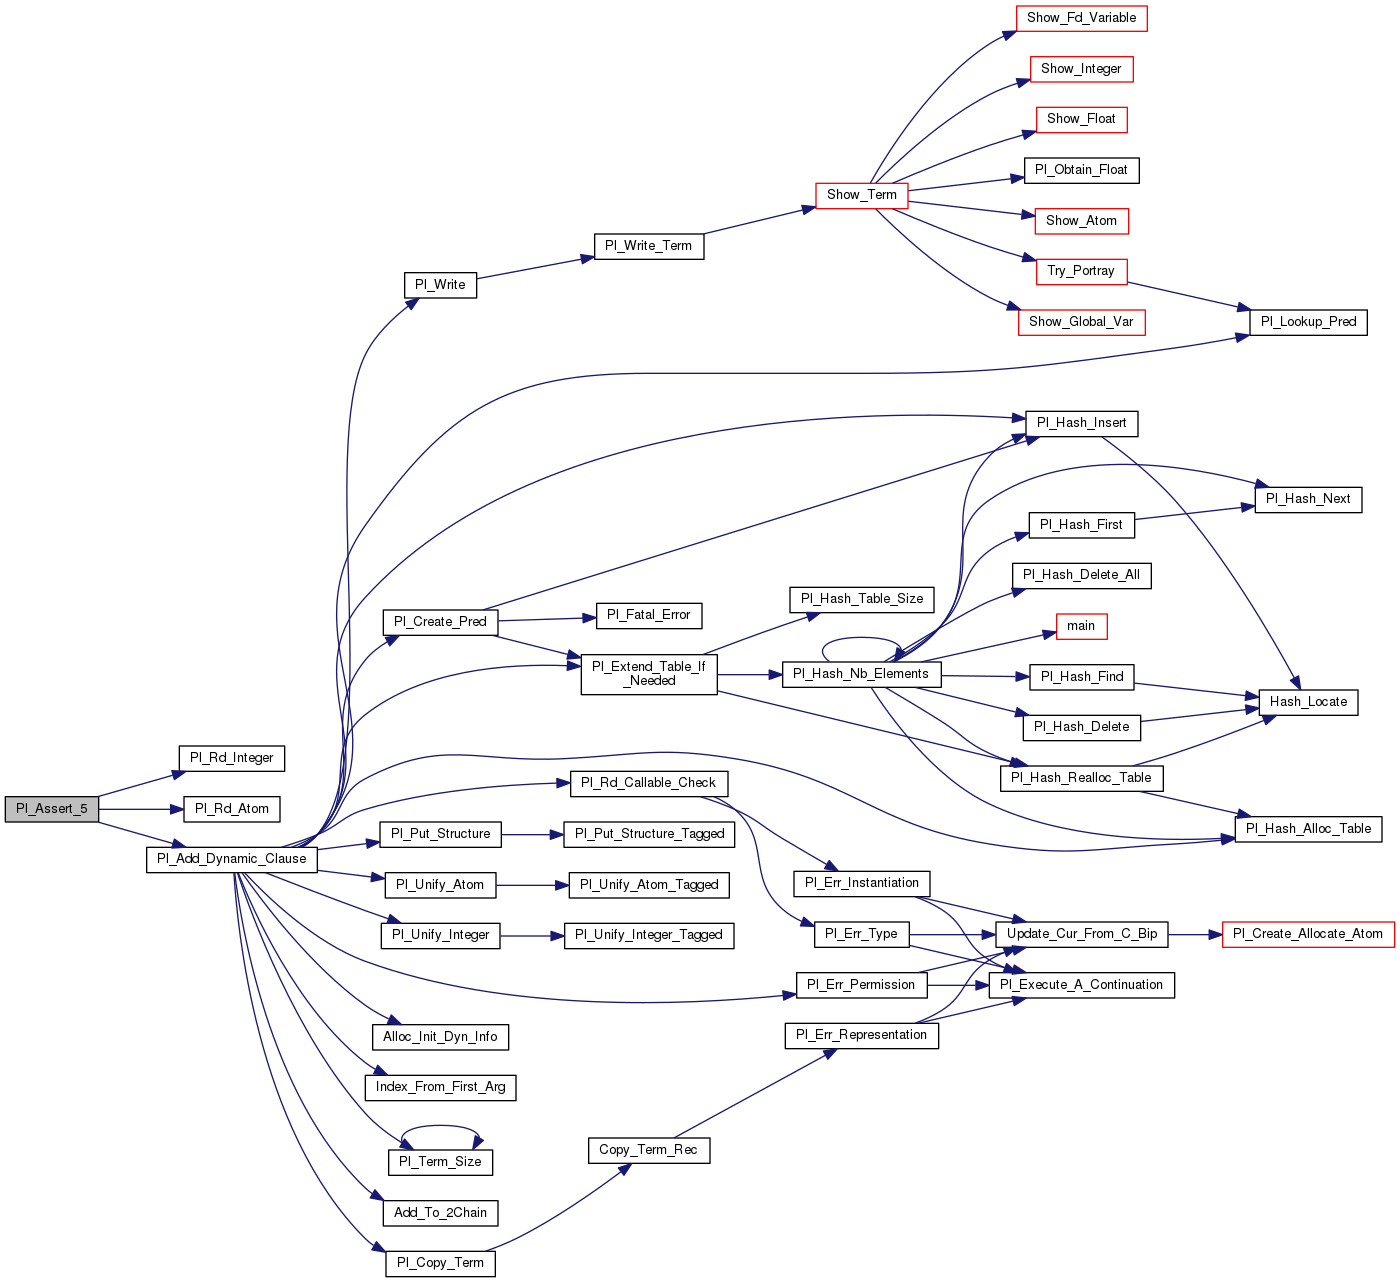 Show_Fd_Variable
Show_Integer
Show_Float
Pl_Obtain_Float
Show_Term
Show_Atom
Pl_Write_Term
Try_Portray
Pl_Write
Show_Global_Var
Pl_Lookup_Pred
Pl_Hash_Insert
Pl_Hash_Next
Pl_Hash_First
Pl_Hash_Delete_All
Pl_Hash_Table_Size
Pl_Create_Pred
Pl_Fatal_Error
main
Pl_Extend_Table_If
_Needed
Pl_Hash_Nb_Elements
Pl_Hash_Find
Hash_Locate
Pl_Hash_Delete
Pl_Rd_Integer
Pl_Rd_Callable_Check
Pl_Hash_Realloc_Table
Pl_Assert_5
Pl_Rd_Atom
Pl_Put_Structure
Pl_Put_Structure_Tagged
Pl_Hash_Alloc_Table
Pl_Add_Dynamic_Clause
Pl_Unify_Atom
Pl_Unify_Atom_Tagged
Pl_Err_Instantiation
Pl_Unify_Integer
Pl_Unify_Integer_Tagged
Pl_Err_Type
Update_Cur_From_C_Bip
Pl_Create_Allocate_Atom
Pl_Err_Permission
Pl_Execute_A_Continuation
Alloc_Init_Dyn_Info
Pl_Err_Representation
Index_From_First_Arg
Copy_Term_Rec
Pl_Term_Size
Add_To_2Chain
Pl_Copy_Term